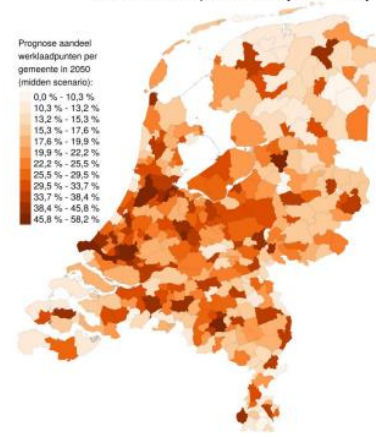 Prognose aandeel
werklaadpunten per
gemeente in 2050
(midden scenario):
0,0 % - 10,3 %
10,3 % - 13,2 %
13,2 % - 15,3 %
15,3 % - 17,6 %
17,6 % - 19,9 %
19,9 % - 22,2 %
22,2 % - 25,5 %
25,5 % - 29,5 %
29,5 % - 33,7 %
33,7 % - 38,4 %
38,4 % - 45,8 %
45,8 % - 58,2 %